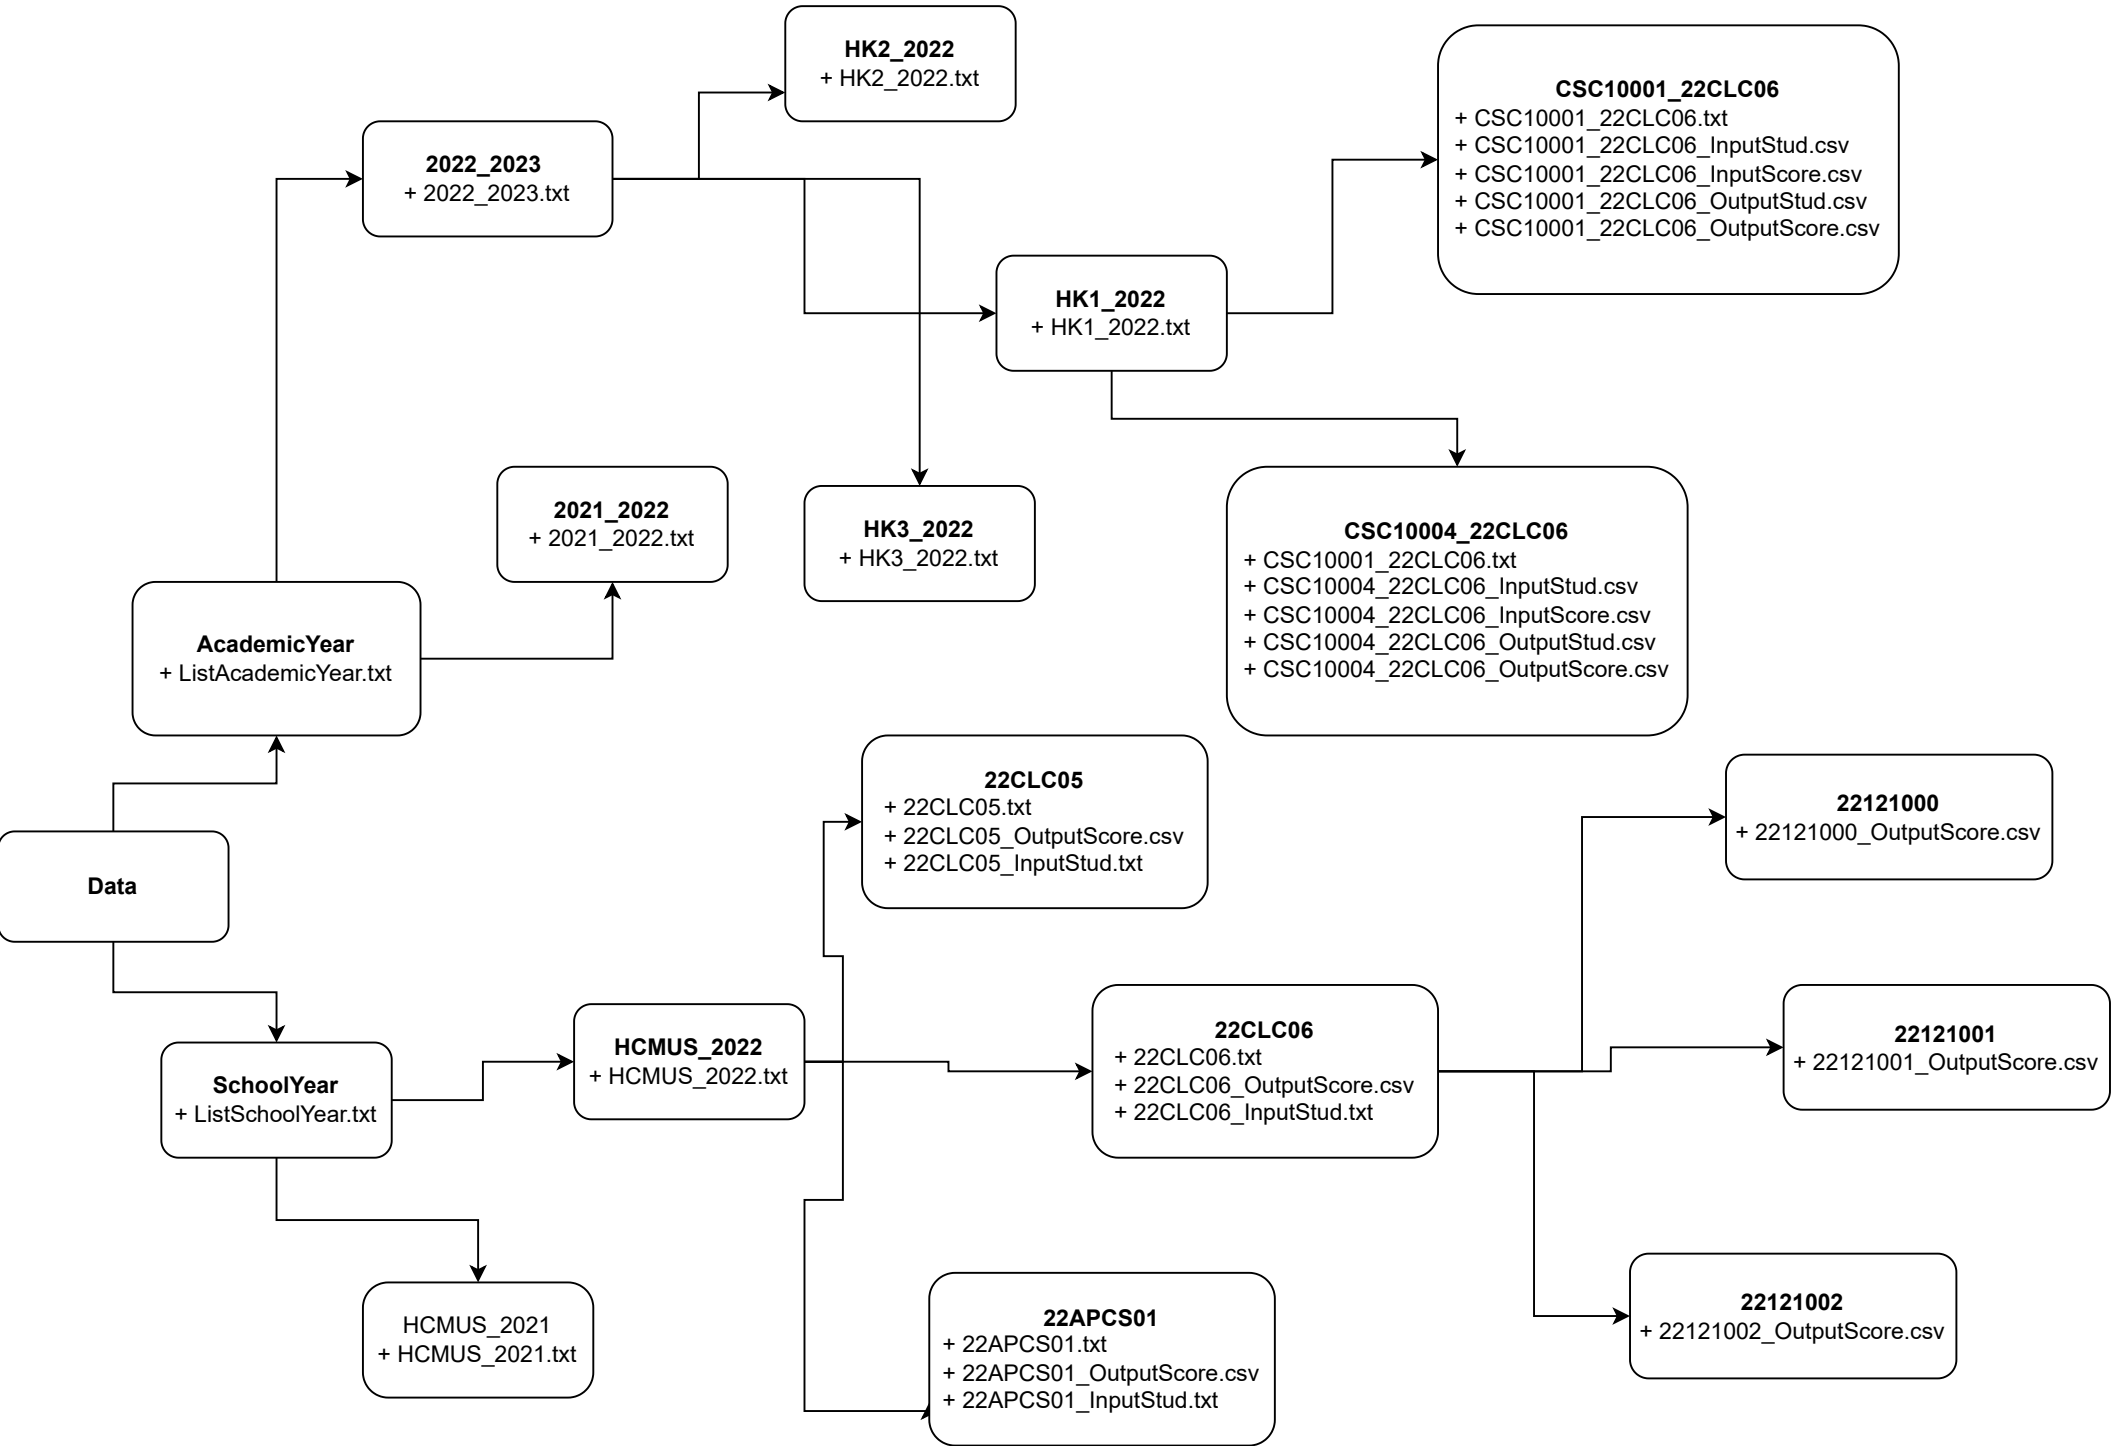 HK2_2022
+ HK2_2022.txt
CSC10001_22CLC06
+ CSC10001_22CLC06.txt
+ CSC10001_22CLC06_InputStud.csv
+ CSC10001_22CLC06_InputScore.csv
+ CSC10001_22CLC06_OutputStud.csv
+ CSC10001_22CLC06_OutputScore.csv
2022_2023
+ 2022_2023.txt
HK1_2022
+ HK1_2022.txt
2021_2022
+ 2021_2022.txt
HK3_2022
+ HK3_2022.txt
CSC10004_22CLC06
+ CSC10001_22CLC06.txt
+ CSC10004_22CLC06_InputStud.csv
+ CSC10004_22CLC06_InputScore.csv
+ CSC10004_22CLC06_OutputStud.csv
+ CSC10004_22CLC06_OutputScore.csv
AcademicYear
+ ListAcademicYear.txt
22CLC05
+ 22CLC05.txt
+ 22CLC05_OutputScore.csv
+ 22CLC05_InputStud.txt
22121000
+ 22121000_OutputScore.csv
Data
HCMUS_2022
+ HCMUS_2022.txt
22CLC06
+ 22CLC06.txt
+ 22CLC06_OutputScore.csv
+ 22CLC06_InputStud.txt
22121001
+ 22121001_OutputScore.csv
SchoolYear
+ ListSchoolYear.txt
HCMUS_2021
+ HCMUS_2021.txt
22APCS01
+ 22APCS01.txt
+ 22APCS01_OutputScore.csv
+ 22APCS01_InputStud.txt
22121002
+ 22121002_OutputScore.csv